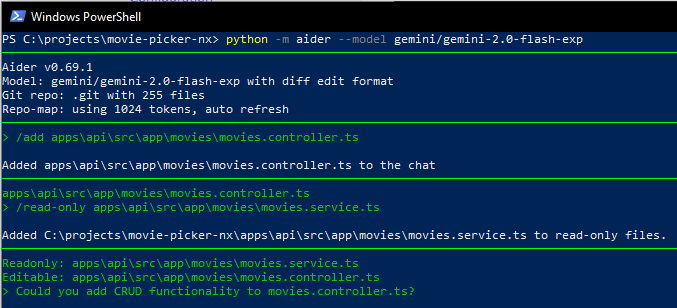 Windows PowerShell
PS C:\projects\movie-picker-nx> python -m aider --model gemini/gemini-2.0-flash-exp
Aider v0.69.1
Model: gemini/gemini-2.0-flash-exp with diff edit format
Git repo: .git with 255 files
Repo-map: using 1024 tokens, auto refresh
> /add apps\api\src\app\movies\movies.controller.ts
Added apps\api\src\app\movies\movies.controller.ts to the chat
apps\api\src\app\movies\movies.controller.ts
> /read-only apps\api\src\app\movies\movies.service.ts
Added C:\projects\movie-picker-nx\apps\api\src\app\movies\movies.service.ts to read-only files.
Readonly: apps\api\src\app\movies\movies.service.ts
Editable: apps\api\src\app\movies\movies.controller.ts
> Could you add CRUD functionality to movies.controller.ts?